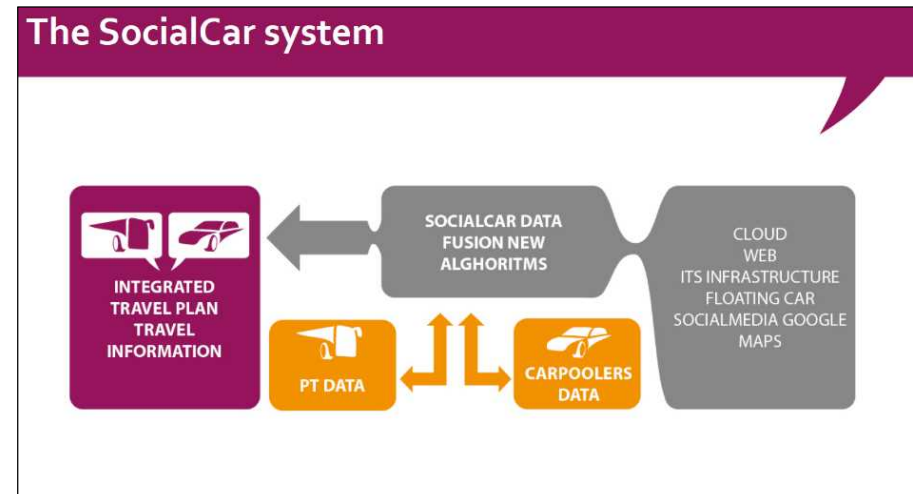 The SocialCar system
INTEGRATED
TRAVEL PLAN
TRAVEL
INFORMATION
SOCIALCAR DATA
FUSION NEW
ALGHORITMS
PT DATA
CARPOOLERS
DATA
CLOUD
WEB
ITS INFRASTRUCTURE
FLOATING CAR
SOCIALMEDIA GOOGLE
MAPS